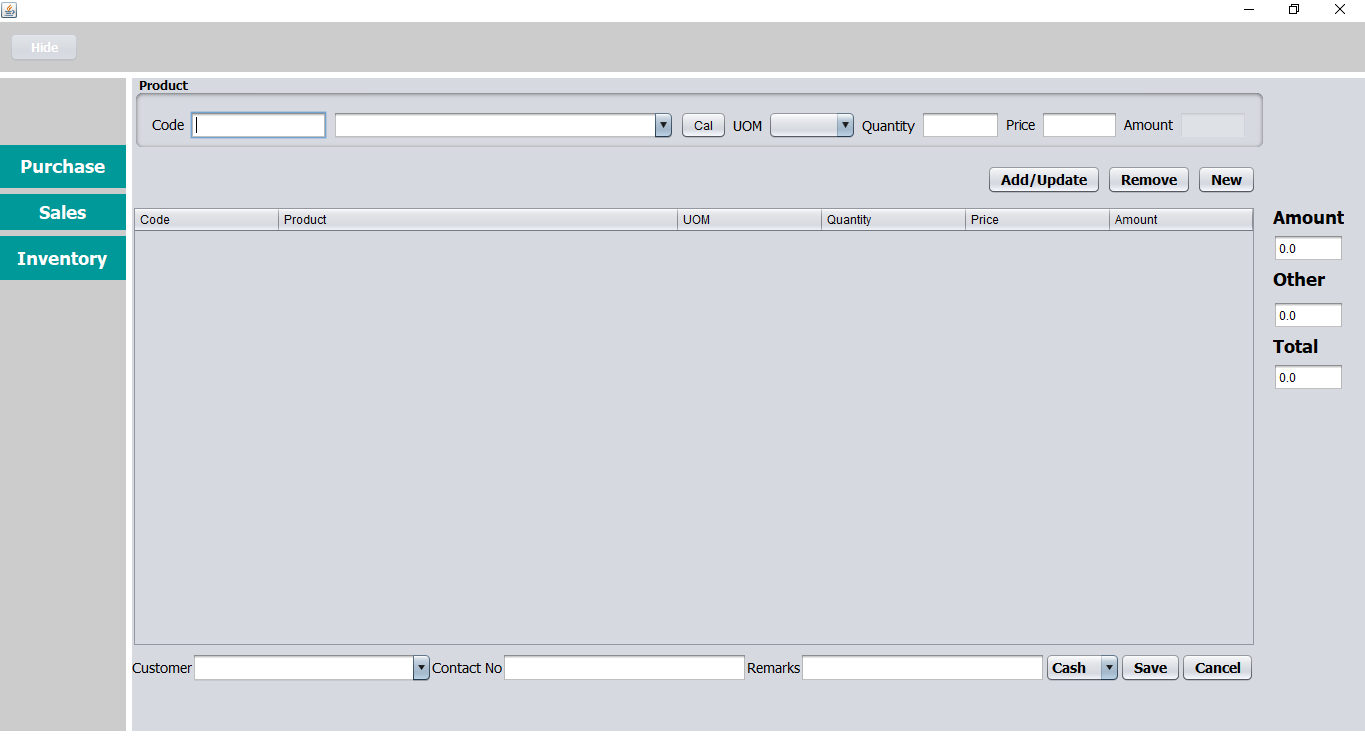 Hide
Product
Code Cal UOM Quantity Price Amount
Purchase
Add/Update Remove New
Sales
Code Product UOM Quantity Price Amount
Amount
0.0
Inventory
Other
0.0
Total
0.0
Customer Contact No Remarks Cash Save Cancel